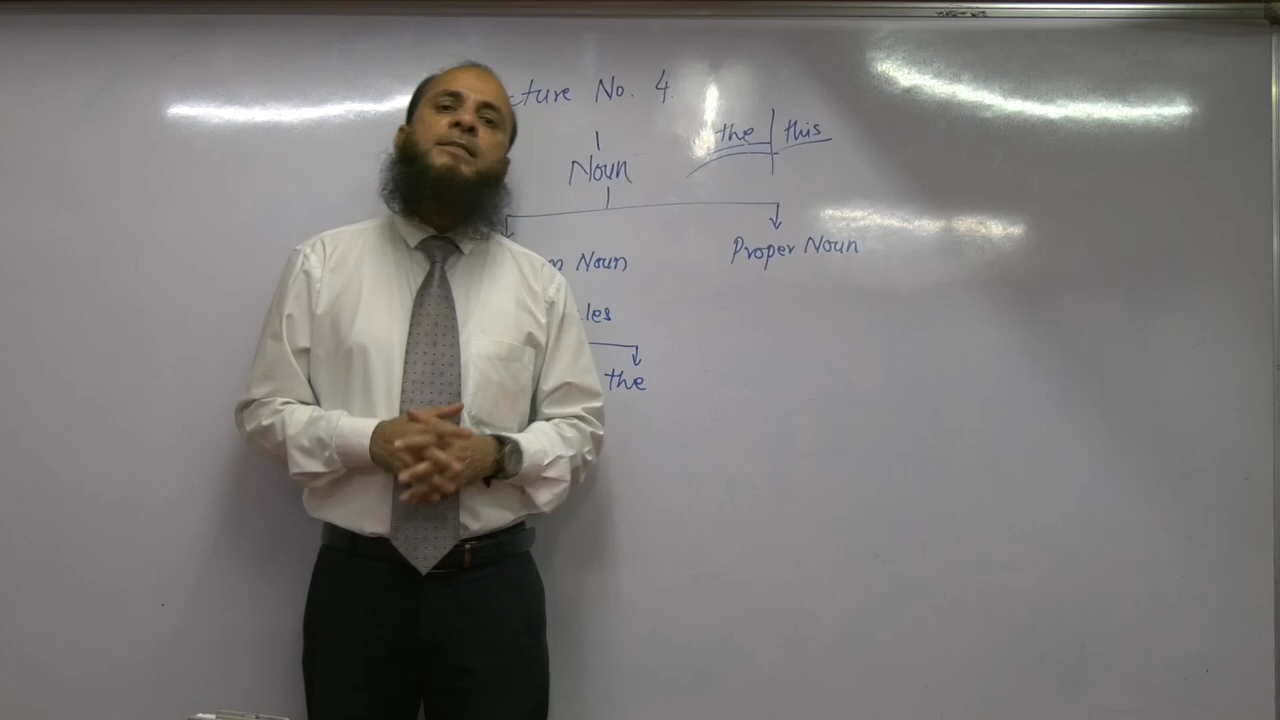 cture No. 4.
the | this
Noun
n Noun Proper Noun
les
the